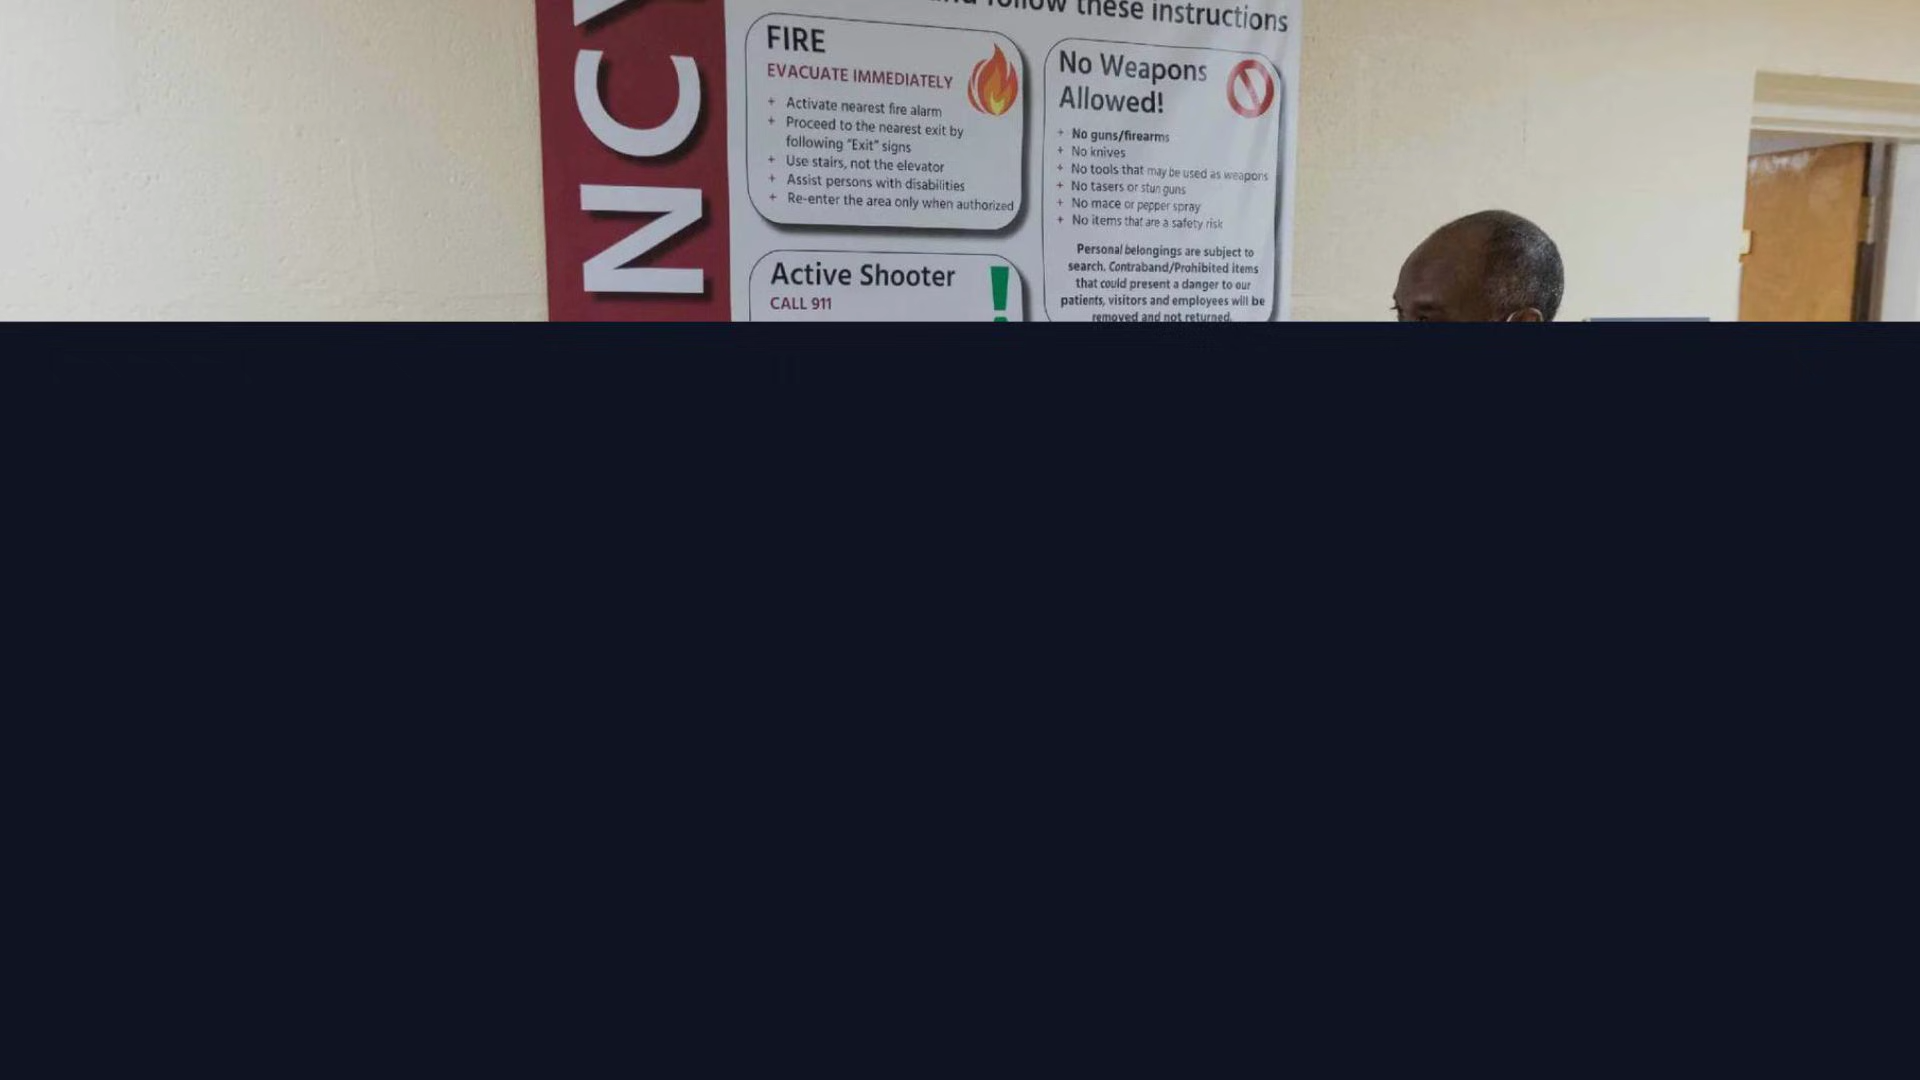 NCY
follow these instructions
FIRE
EVACUATE IMMEDIATELY
+ Activate nearest fire alarm
+ Proceed to the nearest exit by
following "Exit" signs
+ Use stairs, not the elevator
+ Assist persons with disabilities
+ Re-enter the area only when authorized
Active Shooter
CALL 911
No Weapons
Allowed!
+ No guns/firearms
+ No knives
+ No tools that may be used as weapons
+ No tasers or stun guns
+ No mace or pepper spray
+ No items that are a safety risk
Personal belongings are subject to
search. Contraband/Prohibited items
that could present a danger to our
patients, visitors and employees will be
removed and not returned.